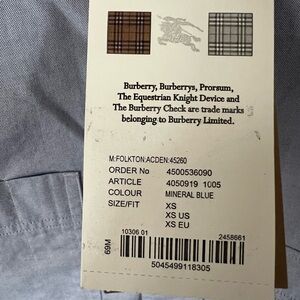 Burberry, Burberrys, Prorsum,
The Equestrian Knight Device and
The Burberry Check are trade marks
belonging to Burberry Limited.
M:FOLKTON:ACDEN:45260
ORDER No 4500536090
ARTICLE 4050919 1005
COLOUR MINERAL BLUE
SIZE/FIT XS
XS US
XS EU
10306 01 2458661
69M
5045499118305